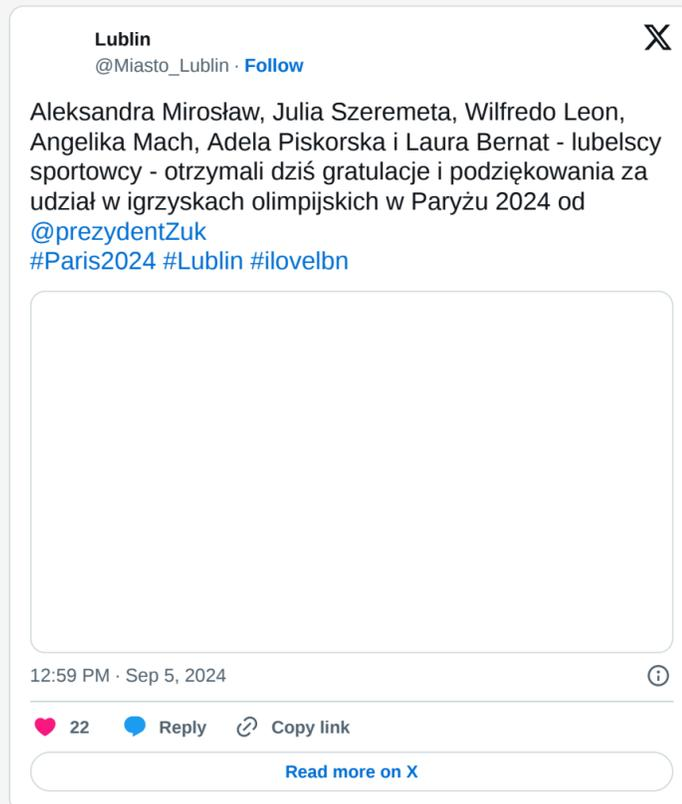 Lublin
@Miasto_Lublin · Follow
Aleksandra Mirosław, Julia Szeremeta, Wilfredo Leon,
Angelika Mach, Adela Piskorska i Laura Bernat - lubelscy
sportowcy - otrzymali dziś gratulacje i podziękowania za
udział w igrzyskach olimpijskich w Paryżu 2024 od
@prezydentZuk
#Paris2024 #Lublin #ilovelbn
12:59 PM · Sep 5, 2024
22 Reply Copy link
Read more on X